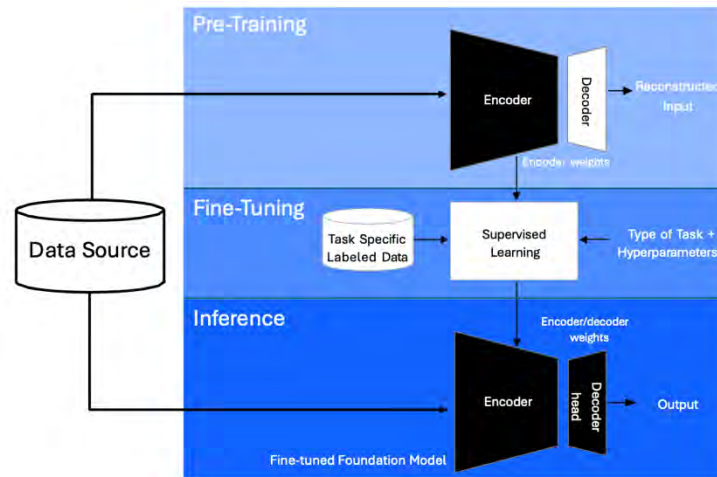 Pre-Training
Encoder
Decoder
Reconstructed
Input
Encoder weights
Data Source
Fine-Tuning
Task Specific
Labeled Data
Supervised
Learning
Type of Task +
Hyperparameters
Inference
Encoder/decoder
weights
Encoder
Decoder
head
Output
Fine-tuned Foundation Model